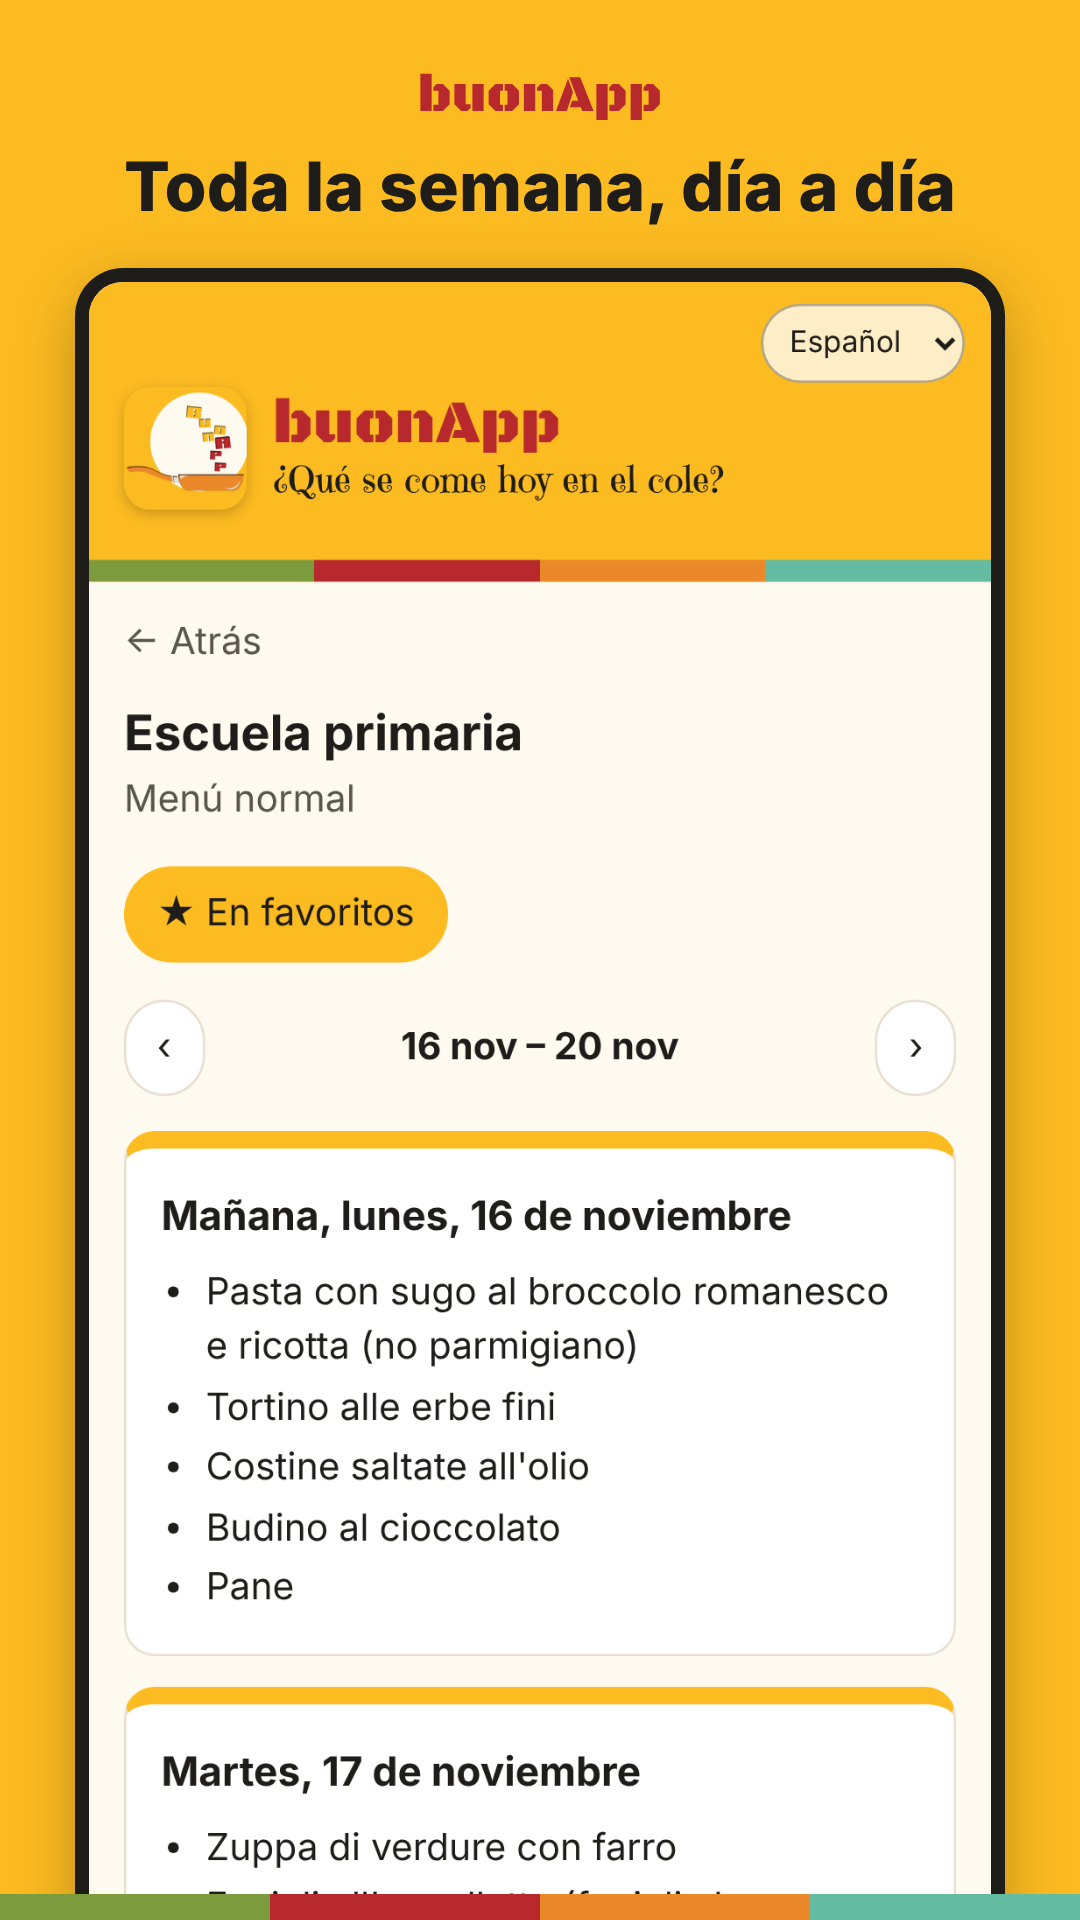 buonApp
Toda la semana, día a día
Español
buonApp
¿Qué se come hoy en el cole?
← Atrás
Escuela primaria
Menú normal
★ En favoritos
‹ 16 nov – 20 nov ›
Mañana, lunes, 16 de noviembre
• Pasta con sugo al broccolo romanesco
e ricotta (no parmigiano)
• Tortino alle erbe fini
• Costine saltate all'olio
• Budino al cioccolato
• Pane
Martes, 17 de noviembre
• Zuppa di verdure con farro